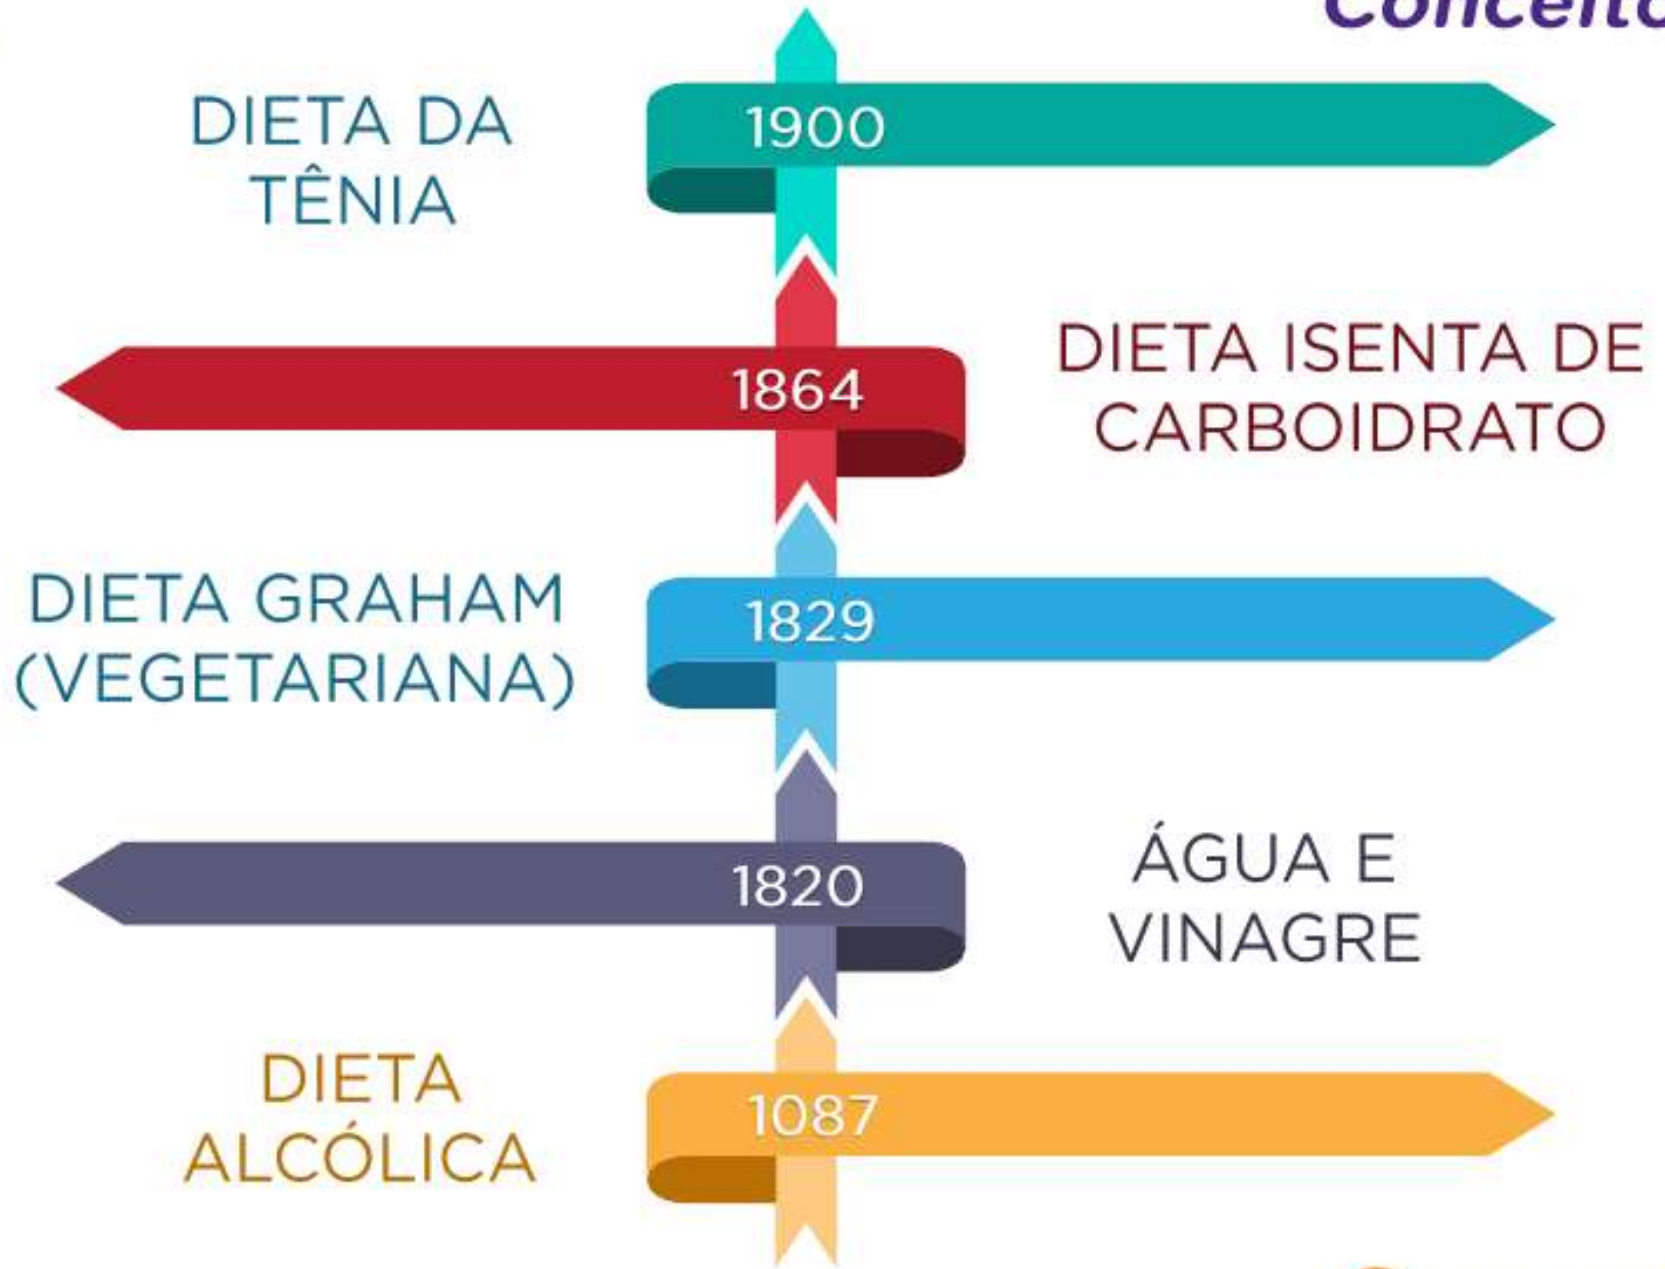 Conceito
DIETA DA
TÊNIA
1900
1864
DIETA ISENTA DE
CARBOIDRATO
DIETA GRAHAM
(VEGETARIANA)
1829
1820
ÁGUA E
VINAGRE
DIETA
ALCÓLICA
1087